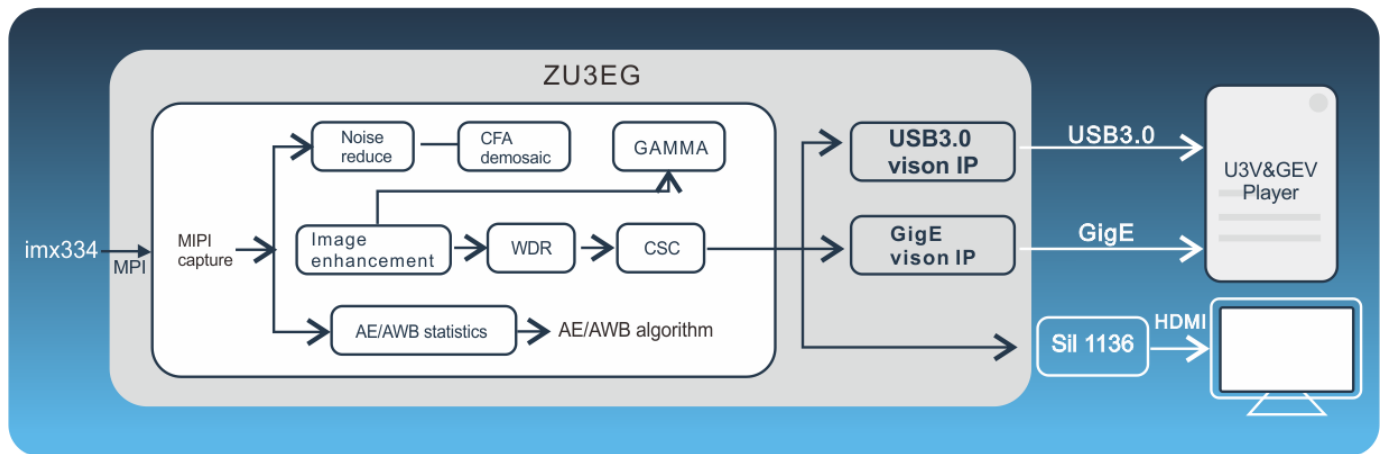 ZU3EG
Noise
reduce
CFA
demosaic
GAMMA
USB3.0
vison IP
USB3.0
U3V&GEV
Player
imx334
MPI
MIPI
capture
Image
enhancement
WDR
CSC
GigE
vison IP
GigE
AE/AWB statistics
AE/AWB algorithm
Sil 1136
HDMI